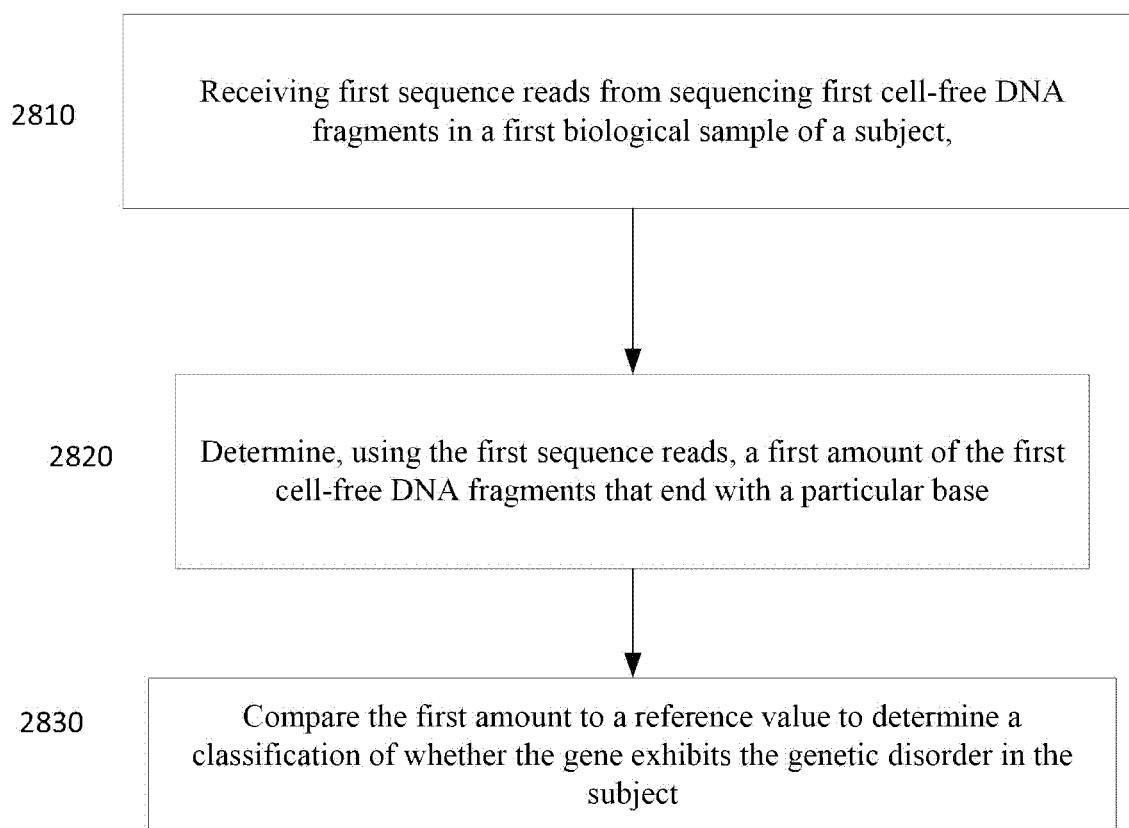 2810
Receiving first sequence reads from sequencing first cell-free DNA
fragments in a first biological sample of a subject,
2820
Determine, using the first sequence reads, a first amount of the first
cell-free DNA fragments that end with a particular base
2830
Compare the first amount to a reference value to determine a
classification of whether the gene exhibits the genetic disorder in the
subject